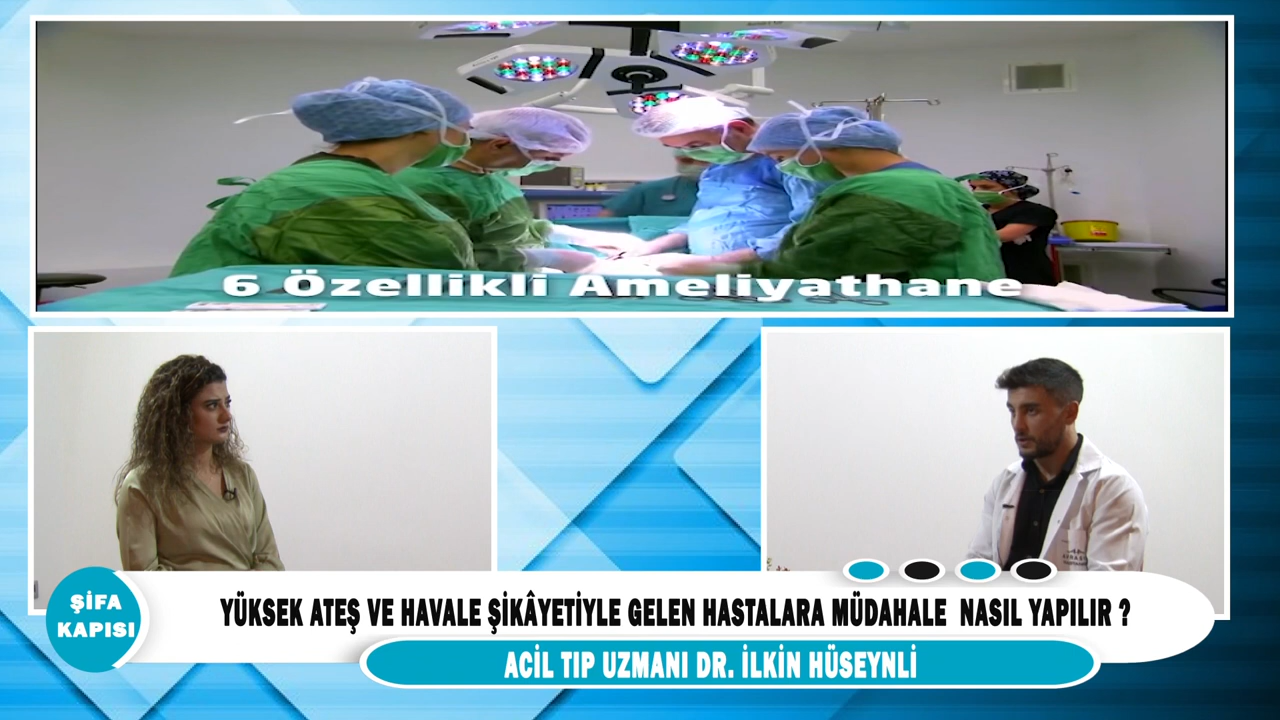 6 Özellikli Ameliyathane
ŞİFA
KAPISI
YÜKSEK ATEŞ VE HAVALE ŞİKÂYETİYLE GELEN HASTALARA MÜDAHALE  NASIL YAPILIR ?
ACİL TIP UZMANI DR. İLKİN HÜSEYNLİ